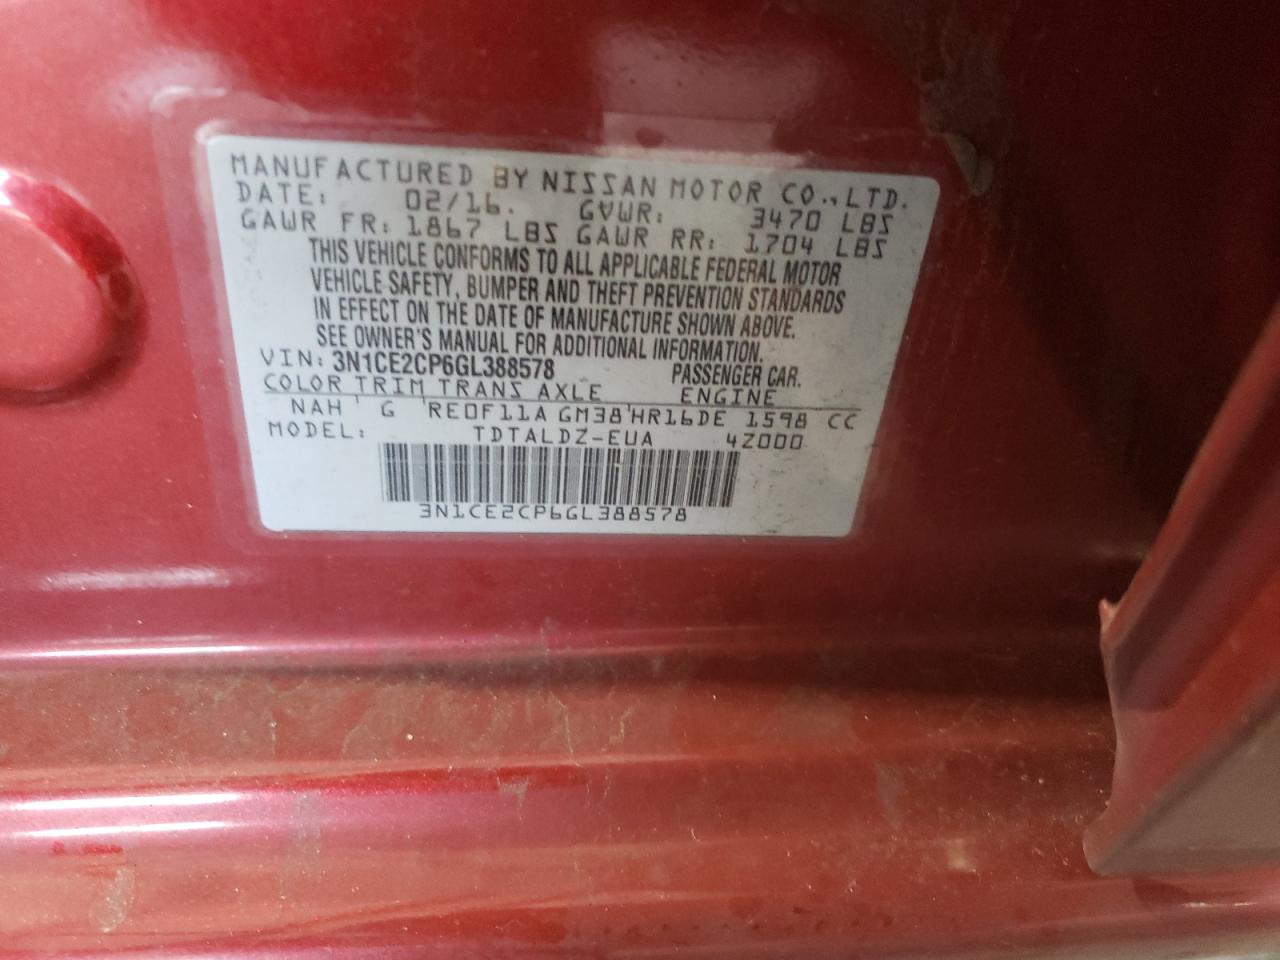 MANUFACTURED BY NISSAN MOTOR CO.,LTD.
DATE: 02/16. GVWR: 3470 LBS
GAWR FR: 1867 LBS GAWR RR: 1704 LBS
THIS VEHICLE CONFORMS TO ALL APPLICABLE FEDERAL MOTOR
VEHICLE SAFETY, BUMPER AND THEFT PREVENTION STANDARDS
IN EFFECT ON THE DATE OF MANUFACTURE SHOWN ABOVE.
SEE OWNER'S MANUAL FOR ADDITIONAL INFORMATION.
VIN: 3N1CE2CP6GL388578 PASSENGER CAR.
COLOR TRIM TRANS AXLE ENGINE
NAH G RE0F11A GM38 HR16DE 1598 CC
MODEL: TDTALDZ-EUA 4Z000
3N1CE2CP6GL388578